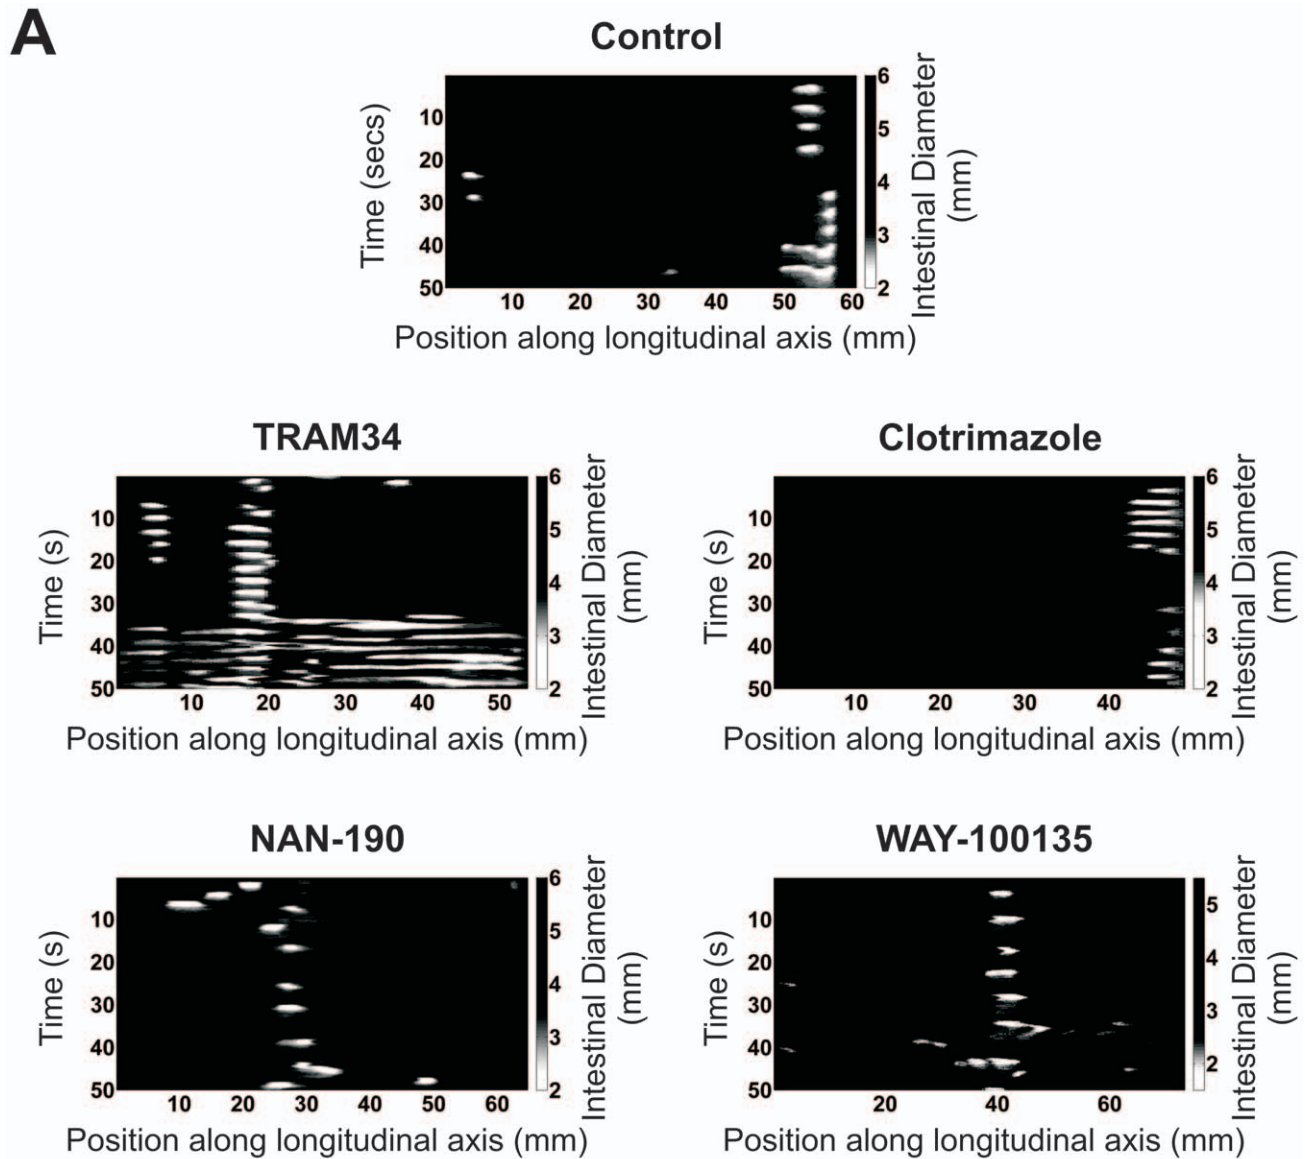 A
Control
Time (secs)
10
20
30
40
50
10 20 30 40 50 60
Position along longitudinal axis (mm)
6
5
4
3
2
Intestinal Diameter
(mm)
TRAM34
Time (s)
10
20
30
40
50
10 20 30 40 50
Position along longitudinal axis (mm)
6
5
4
3
2
Intestinal Diameter
(mm)
Clotrimazole
Time (s)
10
20
30
40
50
10 20 30 40
Position along longitudinal axis (mm)
6
5
4
3
2
Intestinal Diameter
(mm)
NAN-190
Time (s)
10
20
30
40
50
10 20 30 40 50 60
Position along longitudinal axis (mm)
6
5
4
3
2
Intestinal Diameter
(mm)
WAY-100135
Time (s)
10
20
30
40
50
20 40 60
Position along longitudinal axis (mm)
5
4
3
2
Intestinal Diameter
(mm)